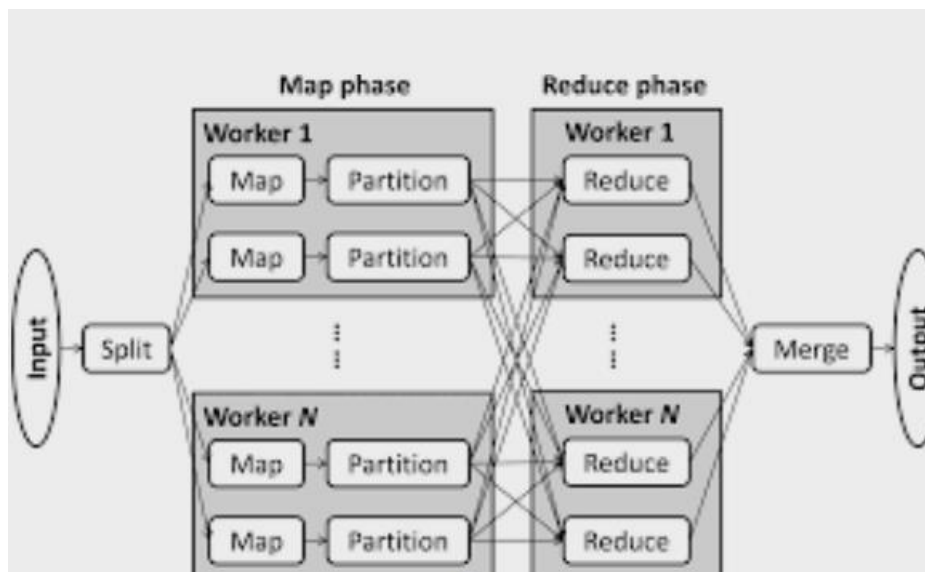 Map phase
Reduce phase
Worker 1
Worker 1
Map
Partition
Reduce
Map
Partition
Reduce
Input
Split
Merge
Output
Worker N
Worker N
Map
Partition
Reduce
Map
Partition
Reduce